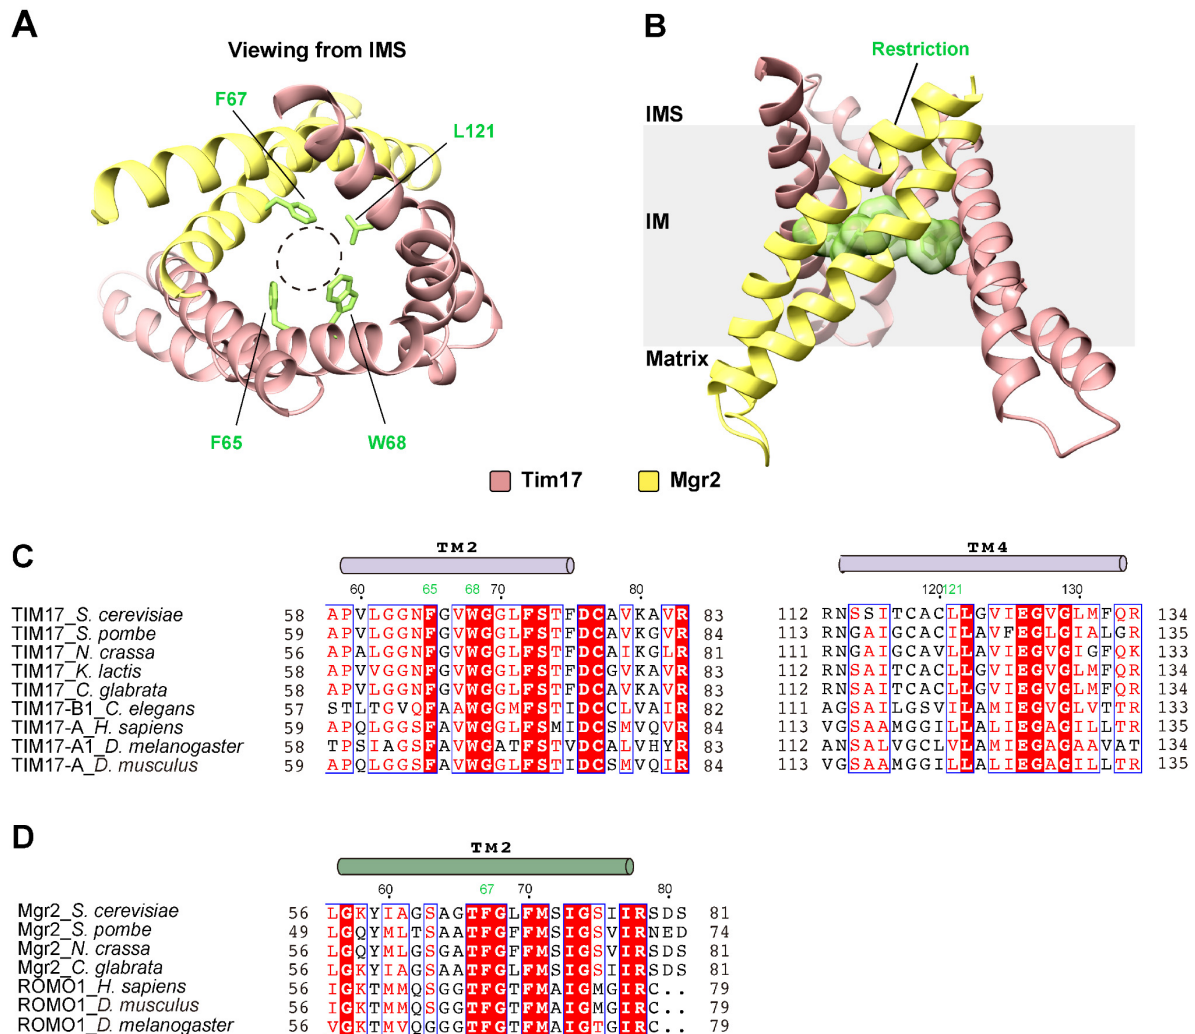 A
Viewing from IMS
F67
L121
F65
W68
B
Restriction
IMS
IM
Matrix
Tim17 Mgr2
C
TM2 TM4
60 65 68 70 80 120 121 130
TIM17_S. cerevisiae 58 APVLGGNFGVWGGLFSTFDCAVKAVR 83 112 RNSSITCACLLGVIEGVGLMFQR 134
TIM17_S. pombe 59 APVLGGNFGVWGGLFSTFDCAVKGVR 84 113 RNGAIGCACILAVFEGLGIALGR 135
TIM17_N. crassa 56 APALGGNFGVWGGLFSTFDCAIKGLR 81 111 RNGAIGCAVLLAVIEGVGIGFQK 133
TIM17_K. lactis 58 APVLGGNFGVWGGLFSTFDCGVKAVR 83 112 RNSAITCACLLGVIEGVGLMFQR 134
TIM17_C. glabrata 58 APVLGGNFGVWGGLFSTFDCAVKAVR 83 112 RNSAITCACLLGVIEGVGLMFQR 134
TIM17-B1_C. elegans 57 STLTGVQFAAWGGMFSTIDCCLVAIR 82 111 AGSAILGSVILAMIEGVGLVTTR 133
TIM17-A_H. sapiens 59 APQLGGSFAVWGGLFSMIDCSMVQVR 84 113 VGSAAMGGILLALIEGAGILLTR 135
TIM17-A1_D. melanogaster 58 TPSIAGSFAVWGATFSTVDCALVHYR 83 112 ANSALVGCLVLAMIEGAGAAVAT 134
TIM17-A_D. musculus 59 APQLGGSFAVWGGLFSTIDCSMVQIR 84 113 VGSAAMGGILLALIEGAGILLTR 135
D
TM2
60 67 70 80
Mgr2_S. cerevisiae 56 LGKYIAGSAGTFGLFMSIGSIIRSDS 81
Mgr2_S. pombe 49 LGQYMLTSAATFGFFMSIGSVIRNED 74
Mgr2_N. crassa 56 LGQYMLGSGATFGFFMSIGSVIRSDS 81
Mgr2_C. glabrata 56 LGKYIAGSAATFGLFMSIGSIIRSDS 81
ROMO1_H. sapiens 56 IGKTMMQSGGTFGTFMAIGMGIRC.. 79
ROMO1_D. musculus 56 IGKTMMQSGGTFGTFMAIGMGIRC.. 79
ROMO1_D. melanogaster 56 VGKTMVQGGGTFGTFMAIGTGIRC.. 79